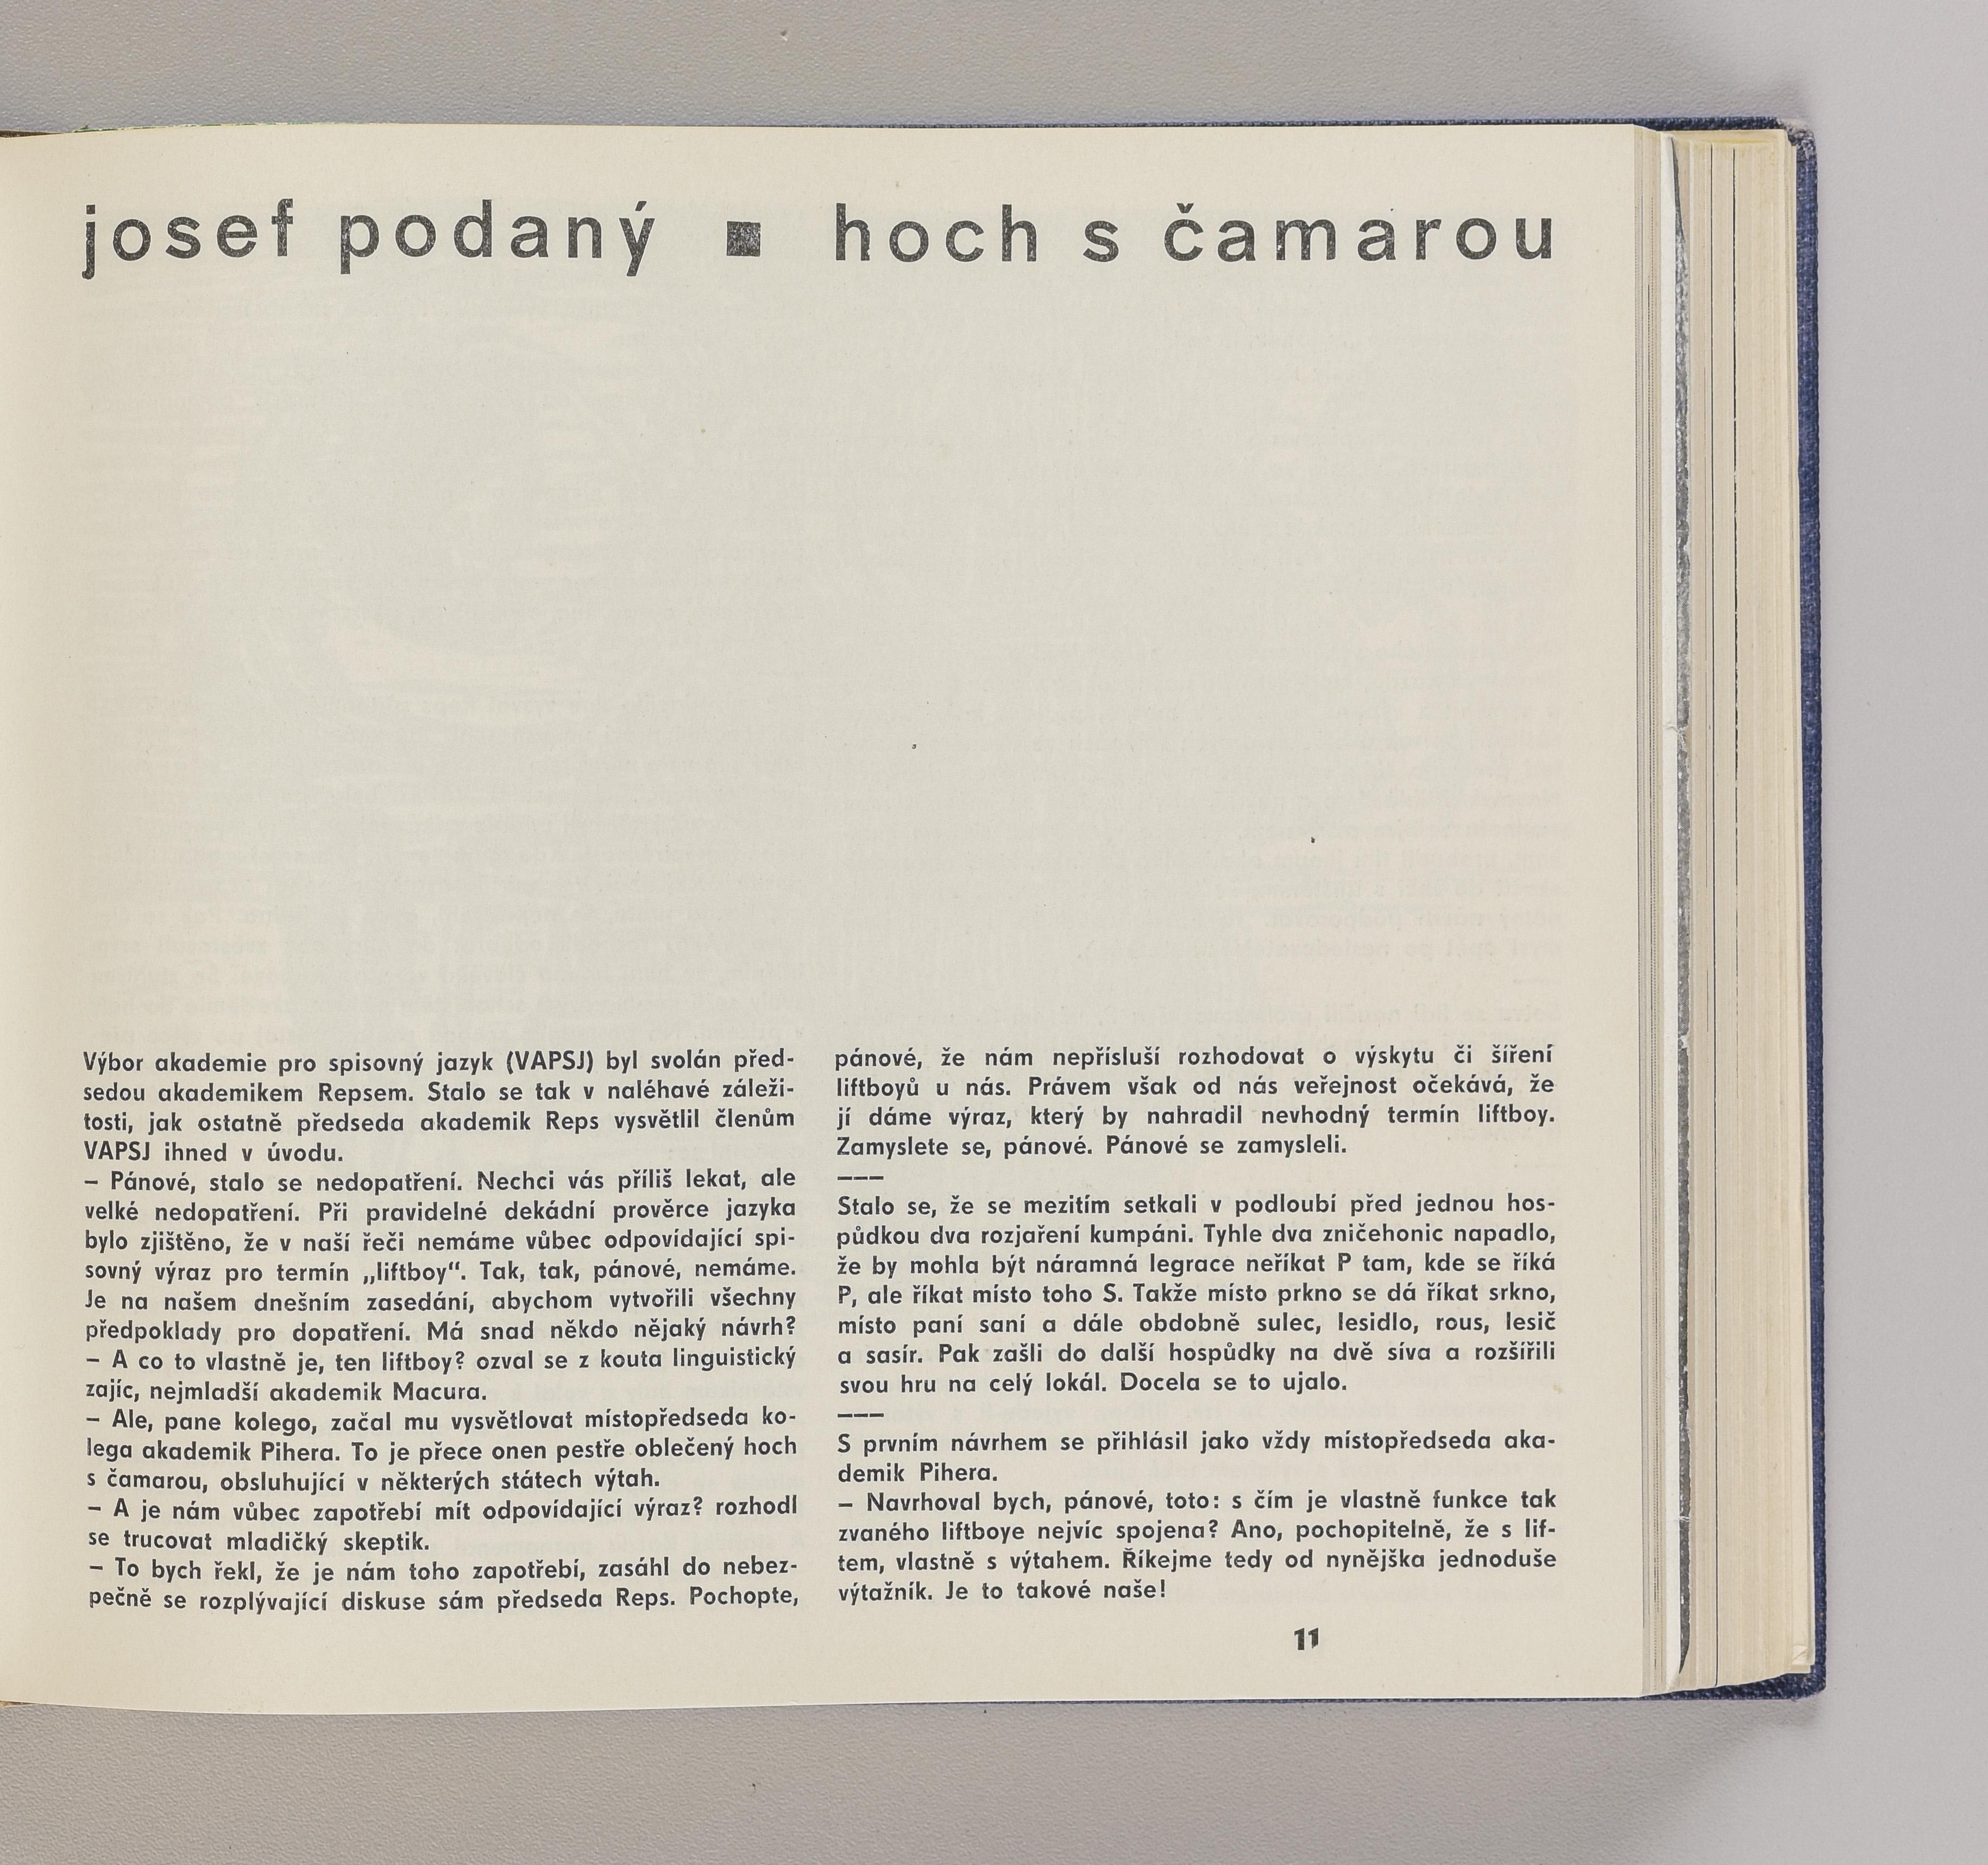 josef podaný ■ hoch s čamarou
Výbor akademie pro spisovný jazyk (VAPSJ) byl svolán před-
sedou akademikem Repsem. Stalo se tak v naléhavé záleži-
tosti, jak ostatně předseda akademik Reps vysvětlil členům
VAPSJ ihned v úvodu.
– Pánové, stalo se nedopatření. Nechci vás příliš lekat, ale
velké nedopatření. Při pravidelné dekádní prověrce jazyka
bylo zjištěno, že v naší řeči nemáme vůbec odpovídající spi-
sovný výraz pro termín „liftboy“. Tak, tak, pánové, nemáme.
Je na našem dnešním zasedání, abychom vytvořili všechny
předpoklady pro dopatření. Má snad někdo nějaký návrh?
– A co to vlastně je, ten liftboy? ozval se z kouta linguistický
zajíc, nejmladší akademik Macura.
– Ale, pane kolego, začal mu vysvětlovat místopředseda ko-
lega akademik Pihera. To je přece onen pestře oblečený hoch
s čamarou, obsluhující v některých státech výtah.
– A je nám vůbec zapotřebí mít odpovídající výraz? rozhodl
se trucovat mladičký skeptik.
– To bych řekl, že je nám toho zapotřebí, zasáhl do nebez-
pečně se rozplývající diskuse sám předseda Reps. Pochopte,
pánové, že nám nepřísluší rozhodovat o výskytu či šíření
liftboyů u nás. Právem však od nás veřejnost očekává, že
jí dáme výraz, který by nahradil nevhodný termín liftboy.
Zamyslete se, pánové. Pánové se zamysleli.
–––
Stalo se, že se mezitím setkali v podloubí před jednou hos-
půdkou dva rozjaření kumpáni. Tyhle dva zničehonic napadlo,
že by mohla být náramná legrace neříkat P tam, kde se říká
P, ale říkat místo toho S. Takže místo prkno se dá říkat srkno,
místo paní saní a dále obdobně sulec, lesidlo, rous, lesič
a sasír. Pak zašli do další hospůdky na dvě síva a rozšířili
svou hru na celý lokál. Docela se to ujalo.
–––
S prvním návrhem se přihlásil jako vždy místopředseda aka-
demik Pihera.
– Navrhoval bych, pánové, toto: s čím je vlastně funkce tak
zvaného liftboye nejvíc spojena? Ano, pochopitelně, že s lif-
tem, vlastně s výtahem. Říkejme tedy od nynějška jednoduše
výtažník. Je to takové naše!
11